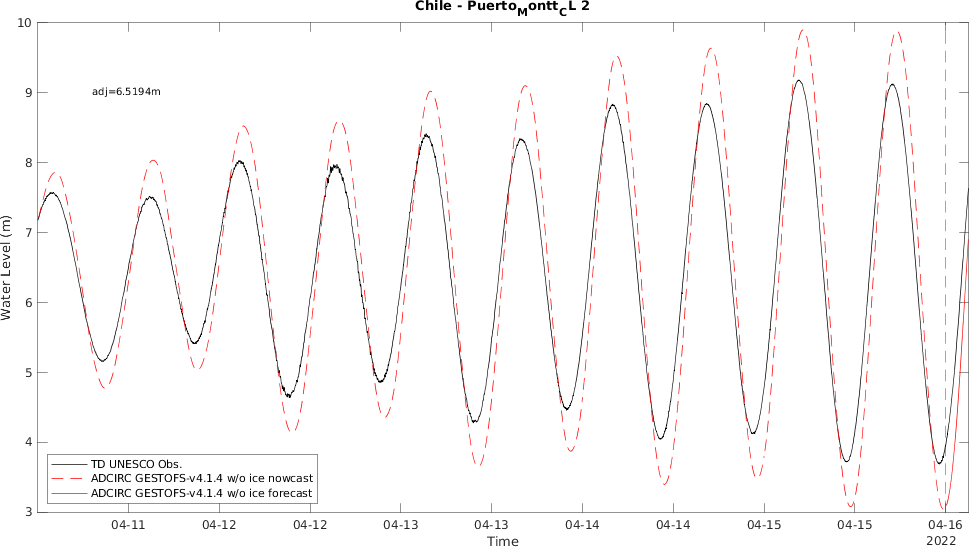 Chile - Puerto_Montt_CL 2
10
9
8
7
6
5
4
3
Water Level (m)
adj=6.5194m
TD UNESCO Obs.
ADCIRC GESTOFS-v4.1.4 w/o ice nowcast
ADCIRC GESTOFS-v4.1.4 w/o ice forecast
04-11 04-12 04-12 04-13 04-13 04-14 04-14 04-15 04-15 04-16
Time 2022